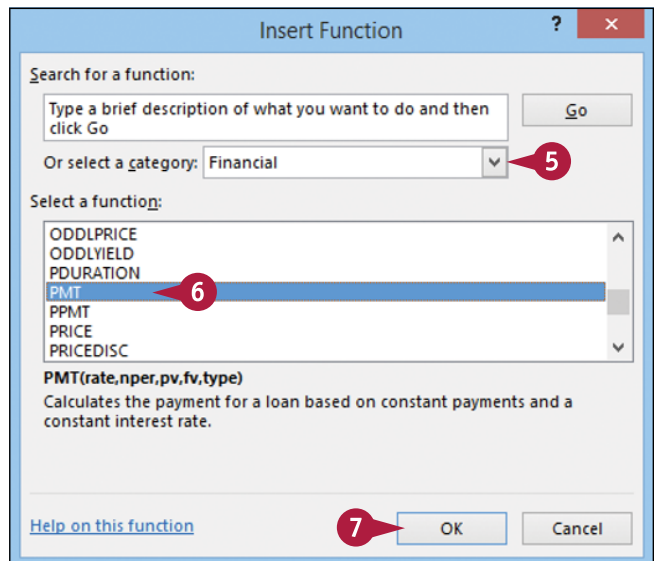 Insert Function
? ×
Search for a function:
Type a brief description of what you want to do and then
click Go
Go
Or select a category: Financial
5
Select a function:
ODDLPRICE
ODDLYIELD
PDURATION
PMT
6
PPMT
PRICE
PRICEDISC
PMT(rate,nper,pv,fv,type)
Calculates the payment for a loan based on constant payments and a
constant interest rate.
Help on this function
7
OK
Cancel